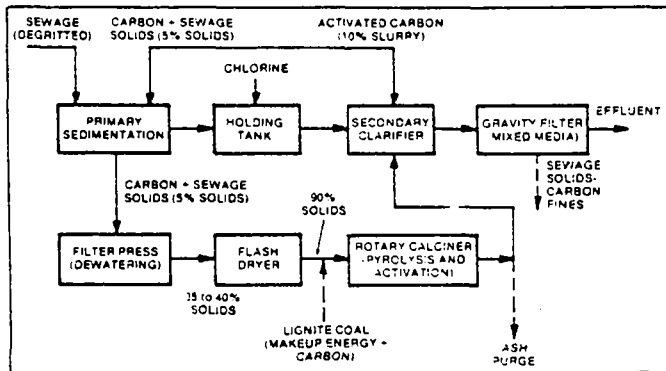 SEWAGE
(DEGRITTED)
CARBON + SEWAGE
SOLIDS (5% SOLIDS)
ACTIVATED CARBON
(10% SLURRY)
CHLORINE
PRIMARY
SEDIMENTATION
HOLDING
TANK
SECONDARY
CLARIFIER
GRAVITY FILTER
MIXED MEDIA)
EFFLUENT
SEWAGE
SOLIDS-
CARBON
FINES
CARBON + SEWAGE
SOLIDS (5% SOLIDS)
90%
SOLIDS
FILTER PRESS
(DEWATERING)
FLASH
DRYER
ROTARY CALCINER
(PYROLYSIS AND
ACTIVATION)
35 to 40%
SOLIDS
LIGNITE COAL
(MAKEUP ENERGY +
CARBON)
ASH
PURGE